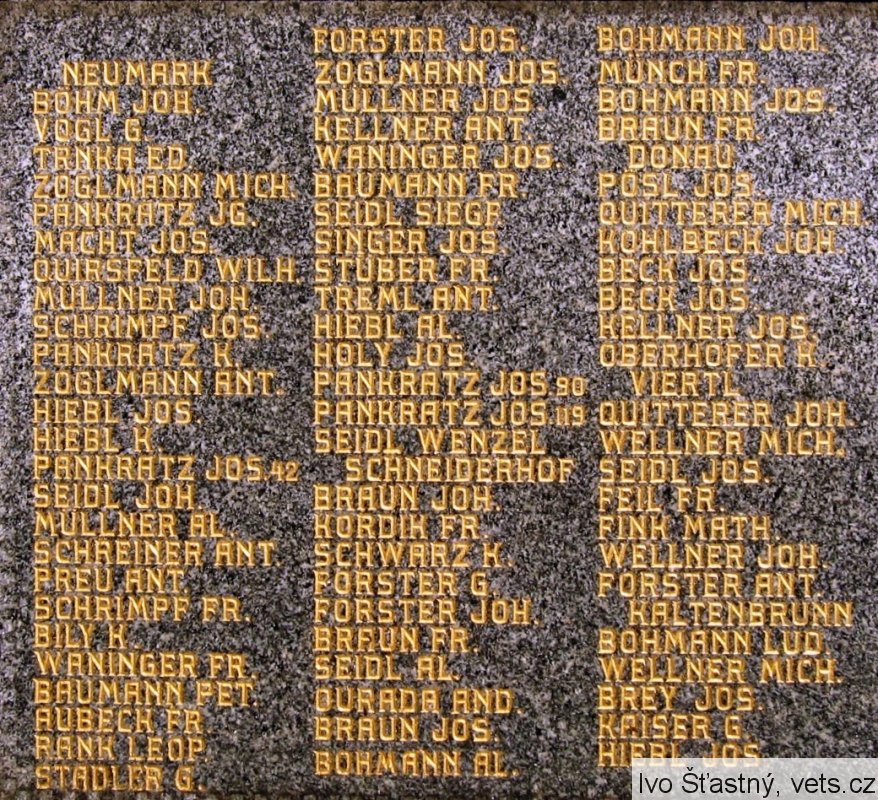 NEUMARK
BÖHM JOH.
VOGL G.
TRNKA ED.
ZOGLMANN MICH.
PANKRATZ JG.
MACHT JOS.
QUIRSFELD WILH.
MÜLLNER JOH.
SCHRIMPF JOS.
PANKRATZ K.
ZOGLMANN ANT.
HIEBL JOS.
HIEBL K.
PANKRATZ JOS. 42
SEIDL JOH.
MÜLLNER AL.
SCHREINER ANT.
PREU ANT.
SCHRIMPF FR.
BILY K.
WANINGER FR.
BAUMANN PET.
AUBECK FR.
RANK LEOP.
STADLER G.
FORSTER JOS.
ZOGLMANN JOS.
MÜLLNER JOS.
KELLNER ANT.
WANINGER JOS.
BAUMANN FR.
SEIDL SIEGF.
SINGER JOS.
STUBER FR.
TREML ANT.
HIEBL AL.
HOLY JOS.
PANKRATZ JOS 90
PANKRATZ JOS 119
SEIDL WENZEL
SCHNEIDERHOF
BRAUN JOH.
KORDIK FR.
SCHWARZ K.
FORSTER G.
FORSTER JOH.
BRAUN FR.
SEIDL AL.
OURADA AND.
BRAUN JOS.
BOHMANN AL.
BOHMANN JOH.
MÜNCH FR.
BOHMANN JOS.
BRAUN FR.
DONAU
PÖSL JOS.
QUITTERER MICH.
KOHLBECK JOH.
BECK JOS.
BECK JOS.
KELLNER JOS.
OBERHOFER K.
VIERTL
QUITTERER JOH.
WELLNER MICH.
SEIDL JOS.
FEIL FR.
FINK MATH.
WELLNER JOH.
FORSTER ANT.
KALTENBRUNN
BOHMANN LUD.
WELLNER MICH.
BREY JOS.
KAISER G.
HIEBL JOS.
Ivo Šťastný, vets.cz